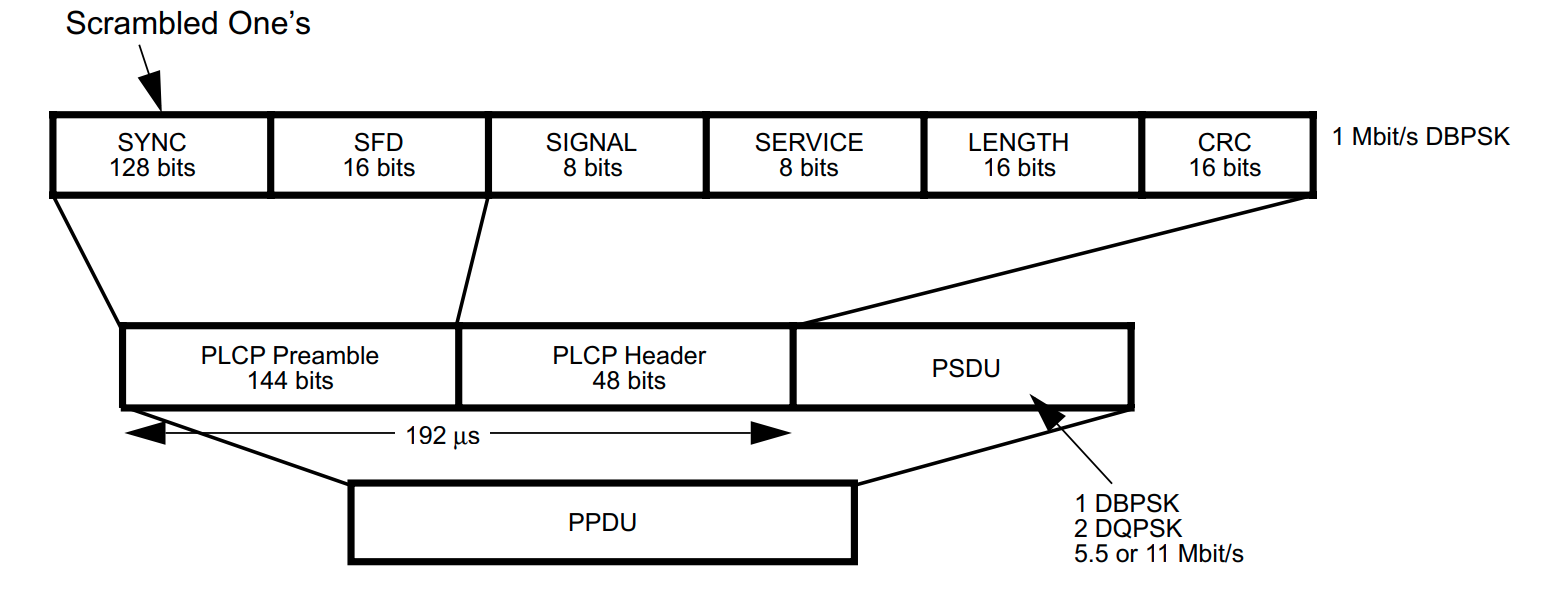 Scrambled One's
SYNC
128 bits
SFD
16 bits
SIGNAL
8 bits
SERVICE
8 bits
LENGTH
16 bits
CRC
16 bits
1 Mbit/s DBPSK
PLCP Preamble
144 bits
PLCP Header
48 bits
PSDU
192 μs
1 DBPSK
2 DQPSK
5.5 or 11 Mbit/s
PPDU